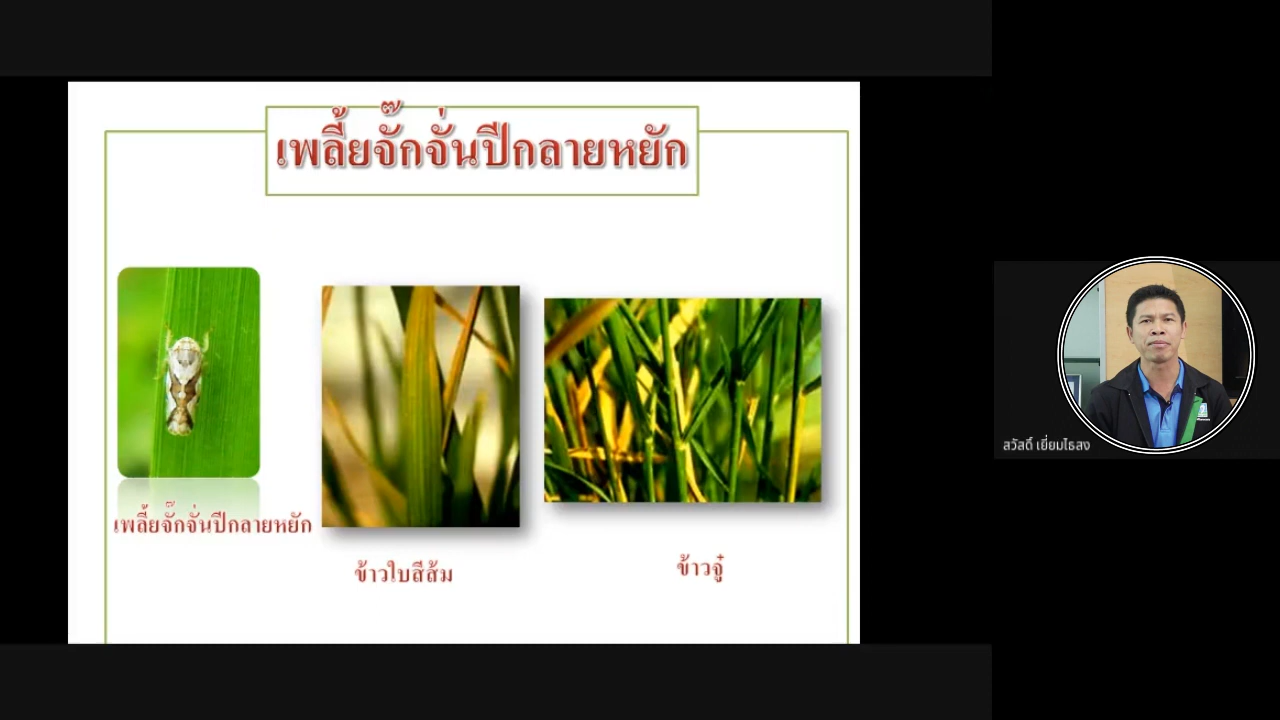 เพลี้ยจั๊กจั่นปีกลายหยัก
เพลี้ยจั๊กจั่นปีกลายหยัก
ข้าวใบสีส้ม
ข้าวจู๋
สวัสดิ์ เยี่ยมไธสง